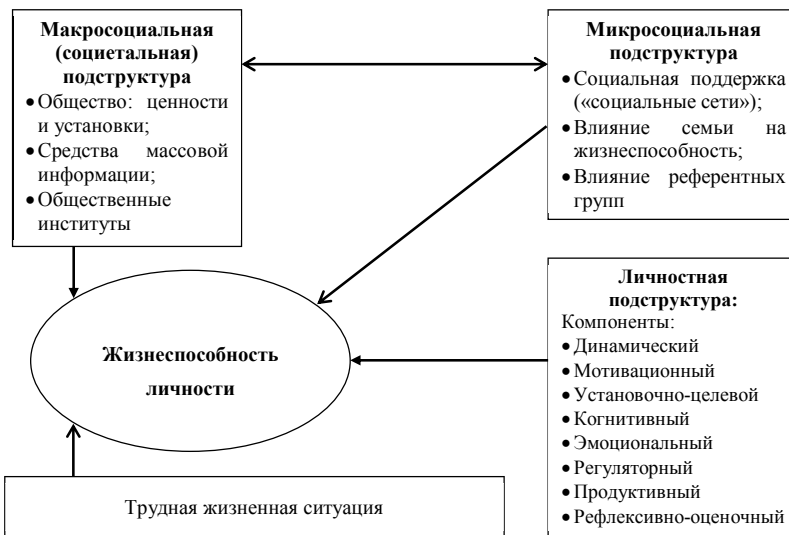 Макросоциальная
(социетальная)
подструктура
• Общество: ценности
и установки;
• Средства массовой
информации;
• Общественные
институты
Микросоциальная
подструктура
• Социальная поддержка
(«социальные сети»);
• Влияние семьи на
жизнеспособность;
• Влияние референтных
групп
Жизнеспособность
личности
Личностная
подструктура:
Компоненты:
• Динамический
• Мотивационный
• Установочно-целевой
• Когнитивный
• Эмоциональный
• Регуляторный
• Продуктивный
• Рефлексивно-оценочный
Трудная жизненная ситуация